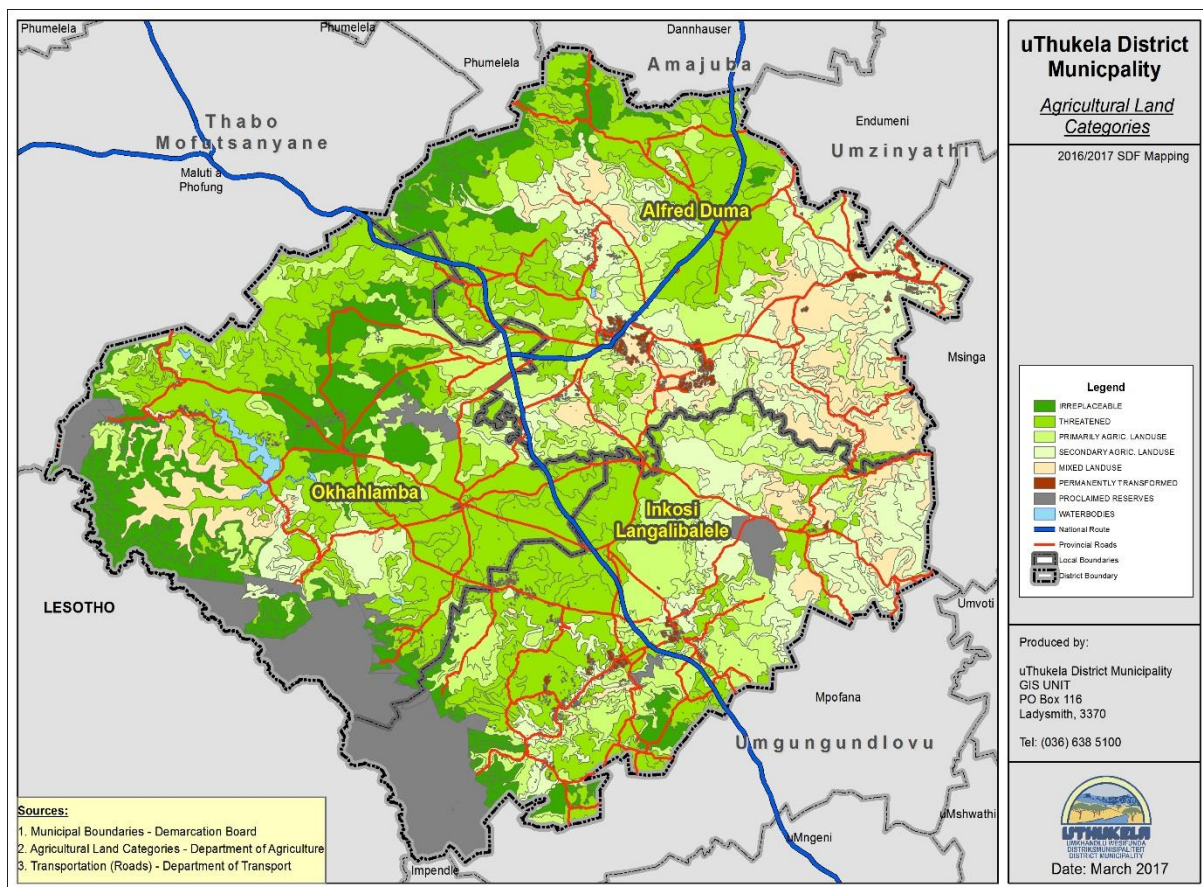 Phumelela
Phumelela
Dannhauser
Phumelela
Amajuba
Thabo
Mofutsanyane
Endumeni
Umzinyathi
Maluti a
Phofung
Alfred Duma
Msinga
Okhahlamba
Inkosi
Langalibalele
LESOTHO
Umvoti
Mpofana
Umgungundlovu
uMshwathi
uMngeni
Impendle
Sources:
1. Municipal Boundaries - Demarcation Board
2. Agricultural Land Categories - Department of Agriculture
3. Transportation (Roads) - Department of Transport
uThukela District
Municpality
Agricultural Land
Categories
2016/2017 SDF Mapping
Legend
IRREPLACEABLE
THREATENED
PRIMARILY AGRIC. LANDUSE
SECONDARY AGRIC. LANDUSE
MIXED LANDUSE
PERMANENTLY TRANSFORMED
PROCLAIMED RESERVES
WATERBODIES
National Route
Provincial Roads
Local Boundaries
District Boundary
Produced by:
uThukela District Municipality
GIS UNIT
PO Box 116
Ladysmith, 3370
Tel: (036) 638 5100
UTHUKELA
UMKHANDLU WESIFUNDA
DISTRIKSMUNISIPALITEIT
DISTRICT MUNICIPALITY
Date: March 2017